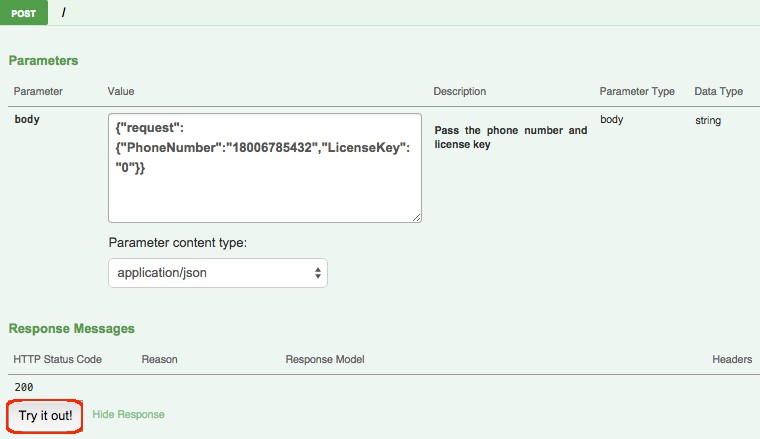 POST /
Parameters
Parameter Value Description Parameter Type Data Type
body {"request": Pass the phone number and license key body string
{"PhoneNumber":"18006785432","LicenseKey":
"0"}}
Parameter content type:
application/json
Response Messages
HTTP Status Code Reason Response Model Headers
200
Try it out! Hide Response